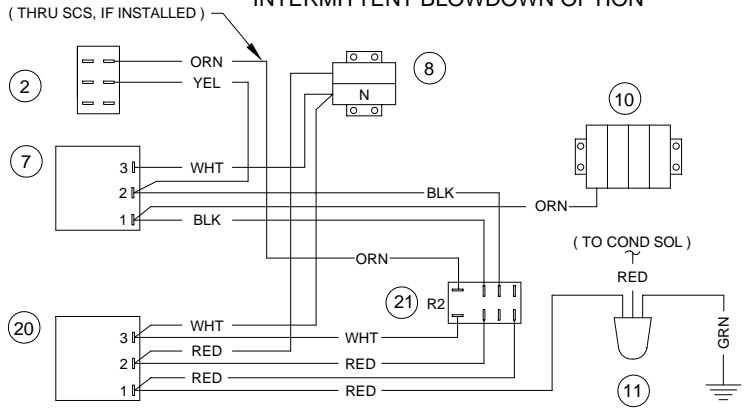 INTERMITTENT BLOWDOWN OPTION
( THRU SCS, IF INSTALLED )
ORN
2
YEL
8
N
10
7
3
WHT
2
BLK
ORN
1
BLK
( TO COND SOL )
ORN
RED
21
R2
20
WHT
3
WHT
RED
GRN
2
RED
RED
1
RED
11